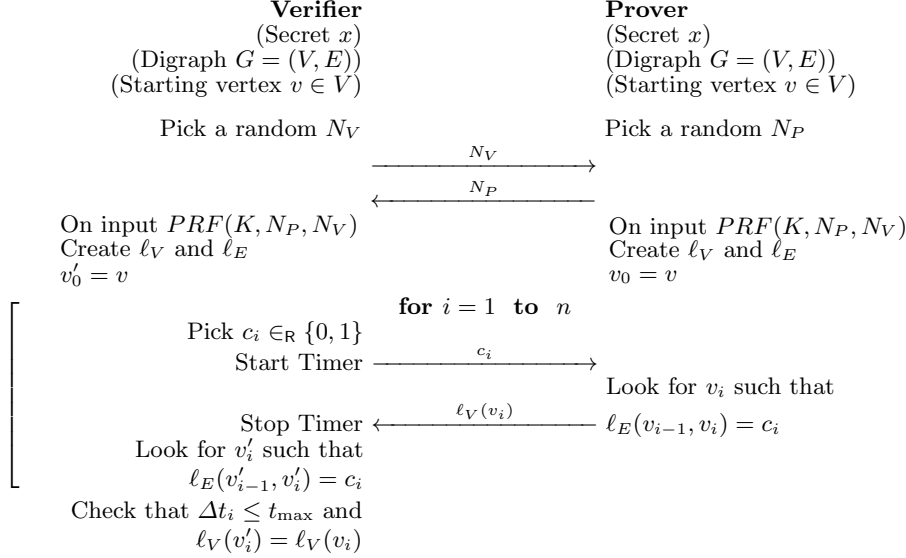 Verifier Prover
(Secret x) (Secret x)
(Digraph G = (V, E)) (Digraph G = (V, E))
(Starting vertex v ∈ V) (Starting vertex v ∈ V)
Pick a random N_V Pick a random N_P
N_V
N_P
On input PRF(K, N_P, N_V) On input PRF(K, N_P, N_V)
Create ℓ_V and ℓ_E Create ℓ_V and ℓ_E
v′_0 = v v_0 = v
for i = 1 to n
Pick c_i ∈_R {0, 1}
Start Timer c_i
Look for v_i such that
Stop Timer ℓ_V(v_i) ℓ_E(v_{i−1}, v_i) = c_i
Look for v′_i such that
ℓ_E(v′_{i−1}, v′_i) = c_i
Check that Δt_i ≤ t_max and
ℓ_V(v′_i) = ℓ_V(v_i)